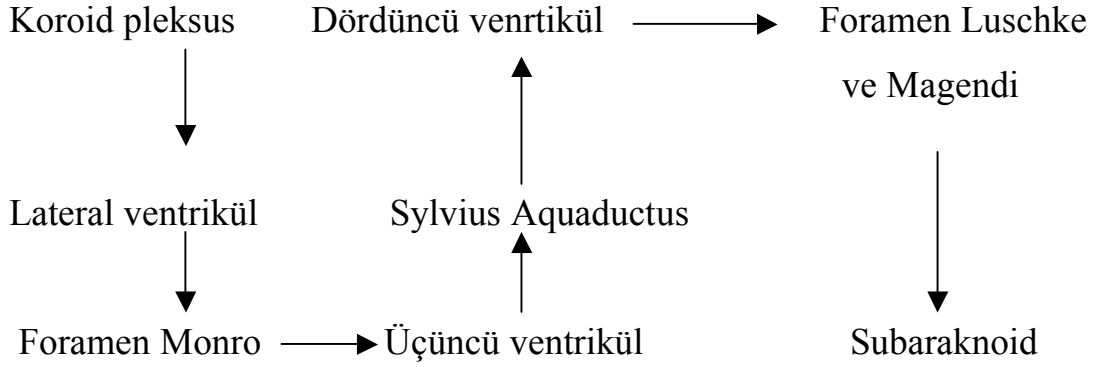 Koroid pleksus
Dördüncü venrtikül
Foramen Luschke
ve Magendi
Lateral ventrikül
Sylvius Aquaductus
Foramen Monro
Üçüncü ventrikül
Subaraknoid